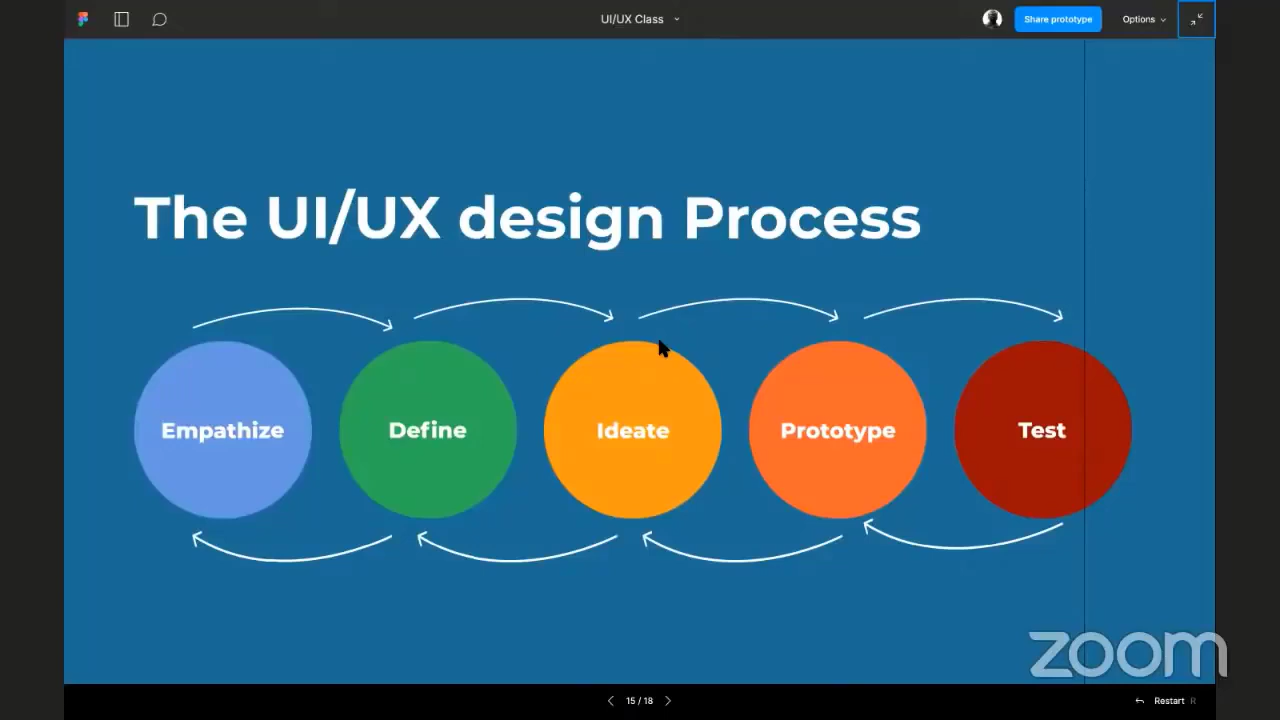 UI/UX Class
Share prototype
Options
The UI/UX design Process
Empathize
Define
Ideate
Prototype
Test
zoom
15 / 18
Restart R